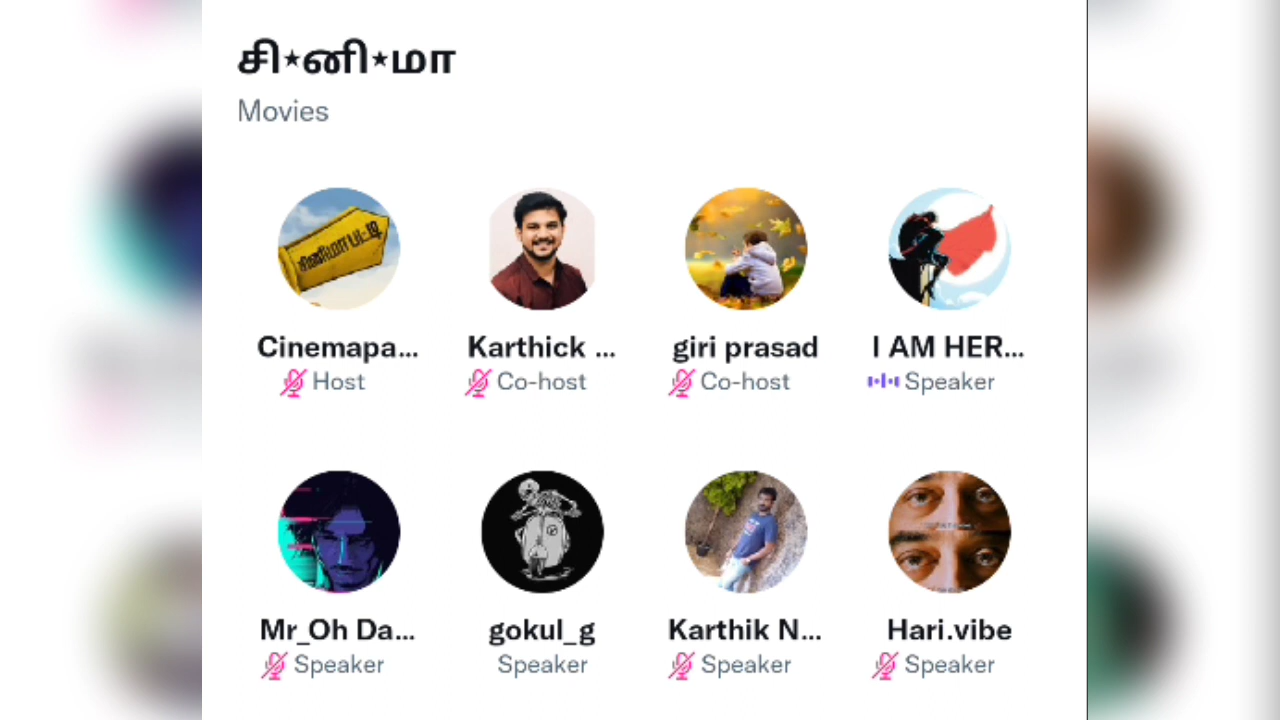 சி⋆னி⋆மா
Movies
சினிமாபட்டி
Cinemapa...
Karthick ...
giri prasad
I AM HER...
Host
Co-host
Co-host
Speaker
Mr_Oh Da...
gokul_g
Karthik N...
Hari.vibe
Speaker
Speaker
Speaker
Speaker